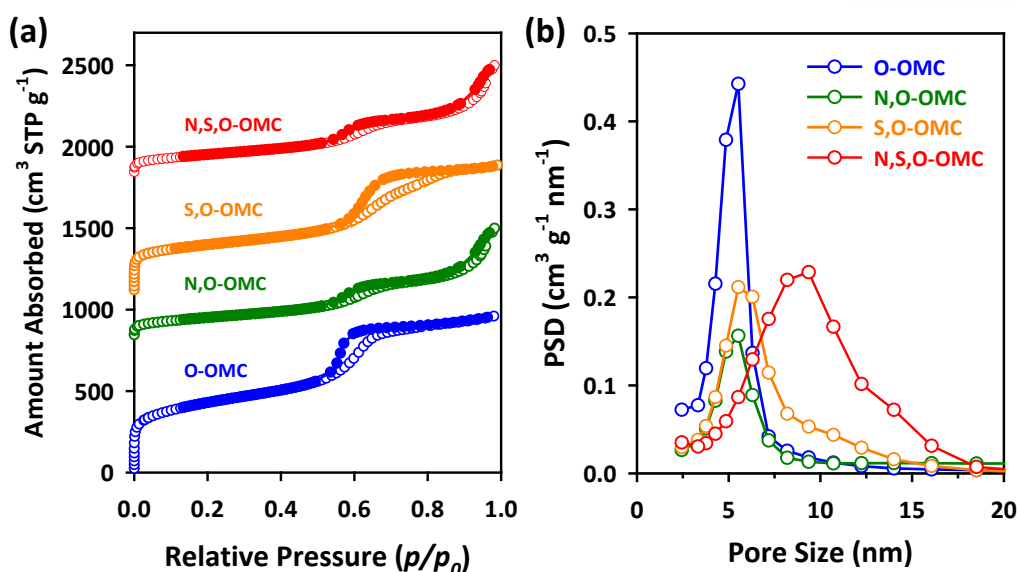 (a)
Amount Absorbed (cm³ STP g⁻¹)
2500
2000
1500
1000
500
0
N,S,O-OMC
S,O-OMC
N,O-OMC
O-OMC
0.0 0.2 0.4 0.6 0.8 1.0
Relative Pressure (p/p₀)
(b)
PSD (cm³ g⁻¹ nm⁻¹)
0.5
0.4
0.3
0.2
0.1
0.0
O-OMC
N,O-OMC
S,O-OMC
N,S,O-OMC
0 5 10 15 20
Pore Size (nm)